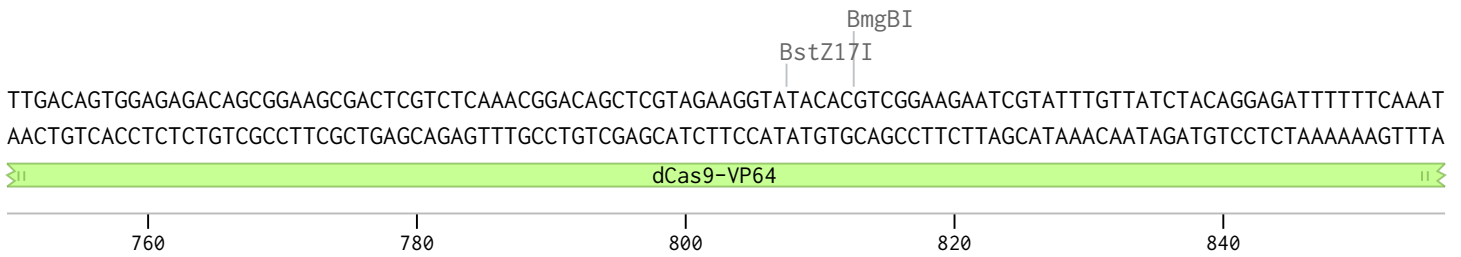 BmgBI
BstZ17I
TTGACAGTGGAGAGACAGCGGAAGCGACTCGTCTCAAACGGACAGCTCGTAGAAGGTATACACGTCGGAAGAATCGTATTTGTTATCTACAGGAGATTTTTTCAAAT
AACTGTCACCTCTCTGTCGCCTTCGCTGAGCAGAGTTTGCCTGTCGAGCATCTTCCATATGTGCAGCCTTCTTAGCATAAACAATAGATGTCCTCTAAAAAAGTTTA
dCas9-VP64
760 780 800 820 840